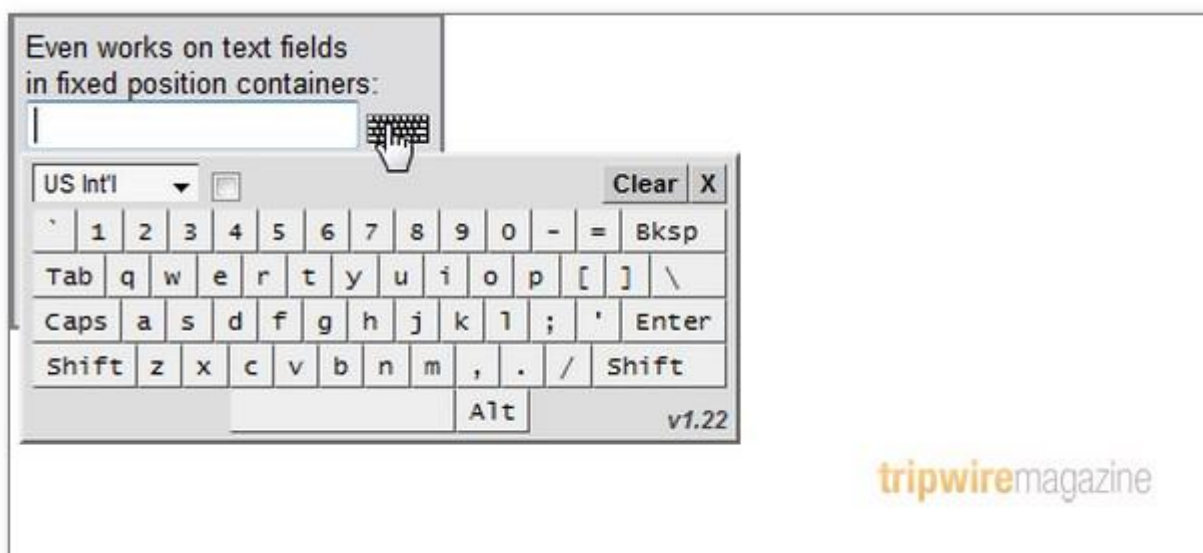 Even works on text fields
in fixed position containers:
US Int'l Clear X
` 1 2 3 4 5 6 7 8 9 0 - = Bksp
Tab q w e r t y u i o p [ ] \
Caps a s d f g h j k l ; ' Enter
Shift z x c v b n m , . / Shift
Alt v1.22
tripwiremagazine